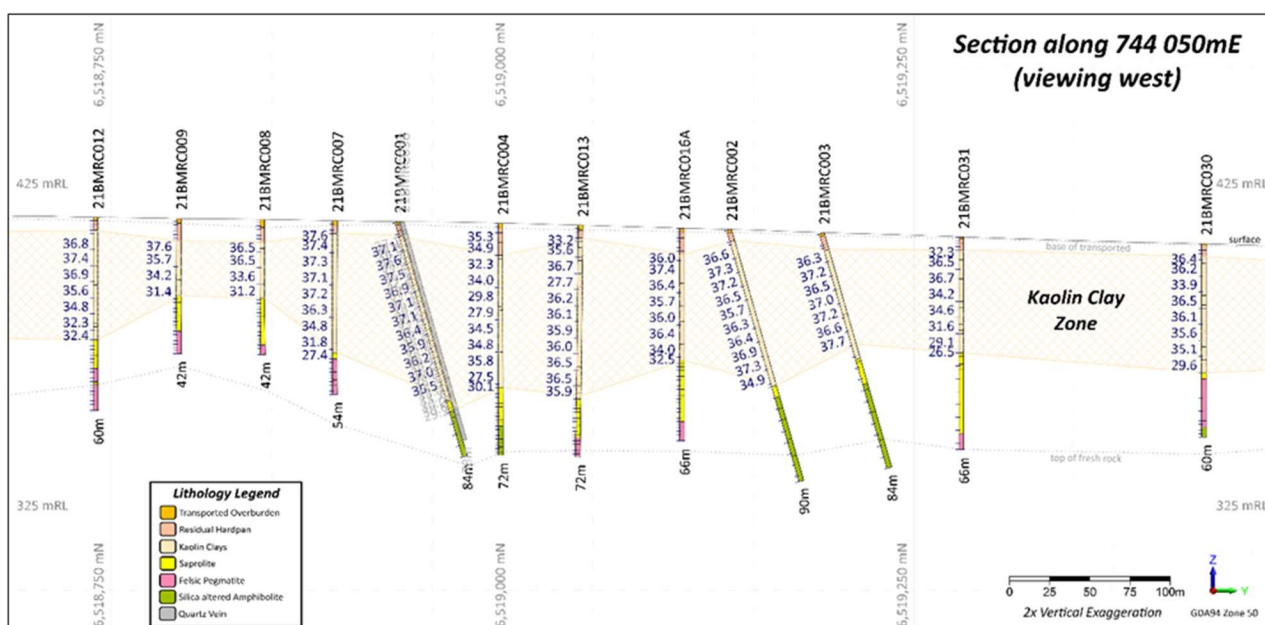 Section along 744 050mE
(viewing west)
6,518,750 mN
6,519,000 mN
6,519,250 mN
425 mRL
425 mRL
21BMRC012
21BMRC009
21BMRC008
21BMRC007
21BMRC001
21BMRC004
21BMRC013
21BMRC016A
21BMRC002
21BMRC003
21BMRC031
21BMRC030
surface
base of transported
36.8
37.4
36.9
35.6
34.8
32.3
32.4
60m
37.6
35.7
34.2
31.4
42m
36.5
36.5
33.6
31.2
42m
37.6
37.4
37.3
37.1
37.2
36.3
34.8
31.8
27.4
54m
37.1
37.6
37.5
36.9
37.1
37.1
36.4
35.9
36.2
37.0
35.5
84m
35.3
34.9
32.3
34.0
29.8
27.9
34.5
34.8
35.8
27.5
30.1
72m
33.2
35.6
36.7
27.7
36.2
36.1
35.9
36.0
36.5
36.5
35.9
72m
36.0
37.4
36.4
35.7
36.0
36.4
34.0
32.5
66m
36.6
37.3
37.2
36.5
35.7
36.3
36.4
36.9
37.3
34.9
90m
36.3
37.2
36.5
37.0
37.2
36.6
37.7
84m
36.7
34.2
34.6
31.6
29.1
26.5
66m
Kaolin Clay
Zone
36.4
36.2
33.9
36.5
36.1
35.6
35.1
29.6
60m
top of fresh rock
325 mRL
325 mRL
Lithology Legend
Transported Overburden
Residual Hardpan
Kaolin Clays
Saprolite
Felsic Pegmatite
Silica altered Amphibolite
Quartz Vein
6,518,750 mN
6,519,000 mN
6,519,250 mN
0 25 50 75 100m
2x Vertical Exaggeration
Z
Y
GDA94 Zone 50